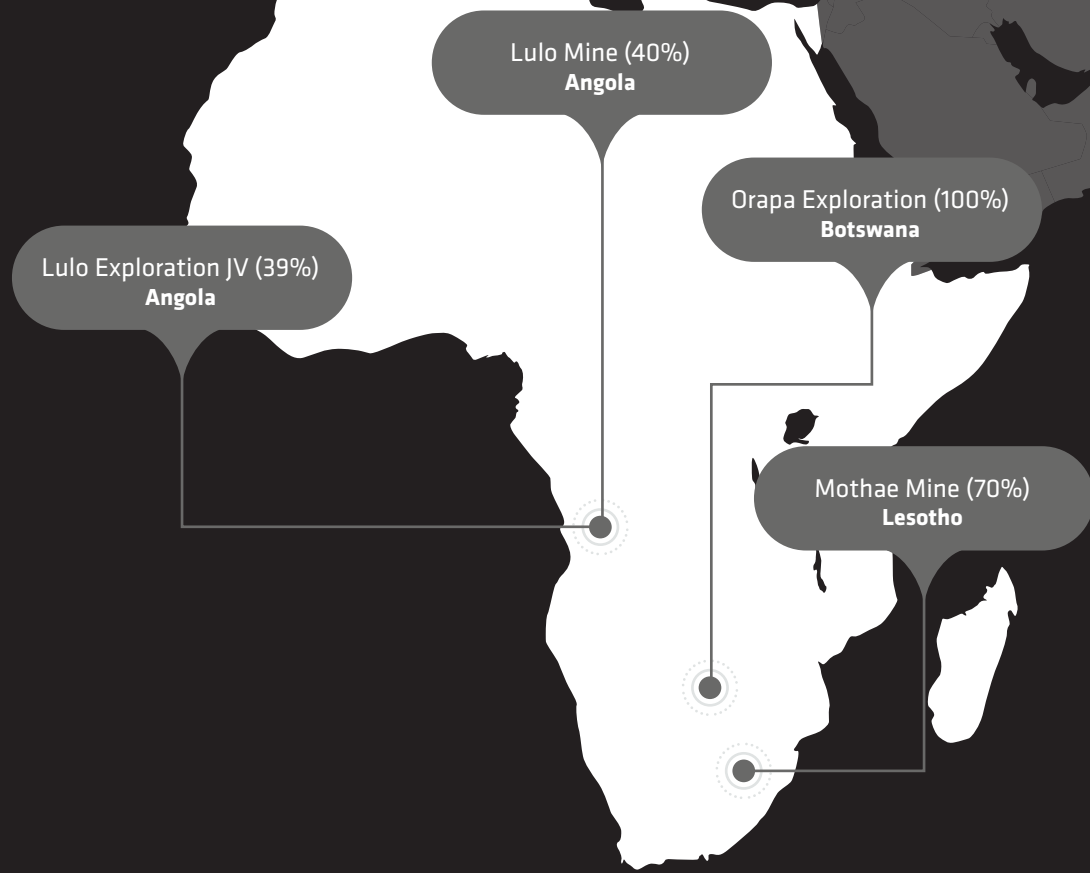 Lulo Mine (40%)
Angola
Orapa Exploration (100%)
Botswana
Lulo Exploration JV (39%)
Angola
Mothae Mine (70%)
Lesotho